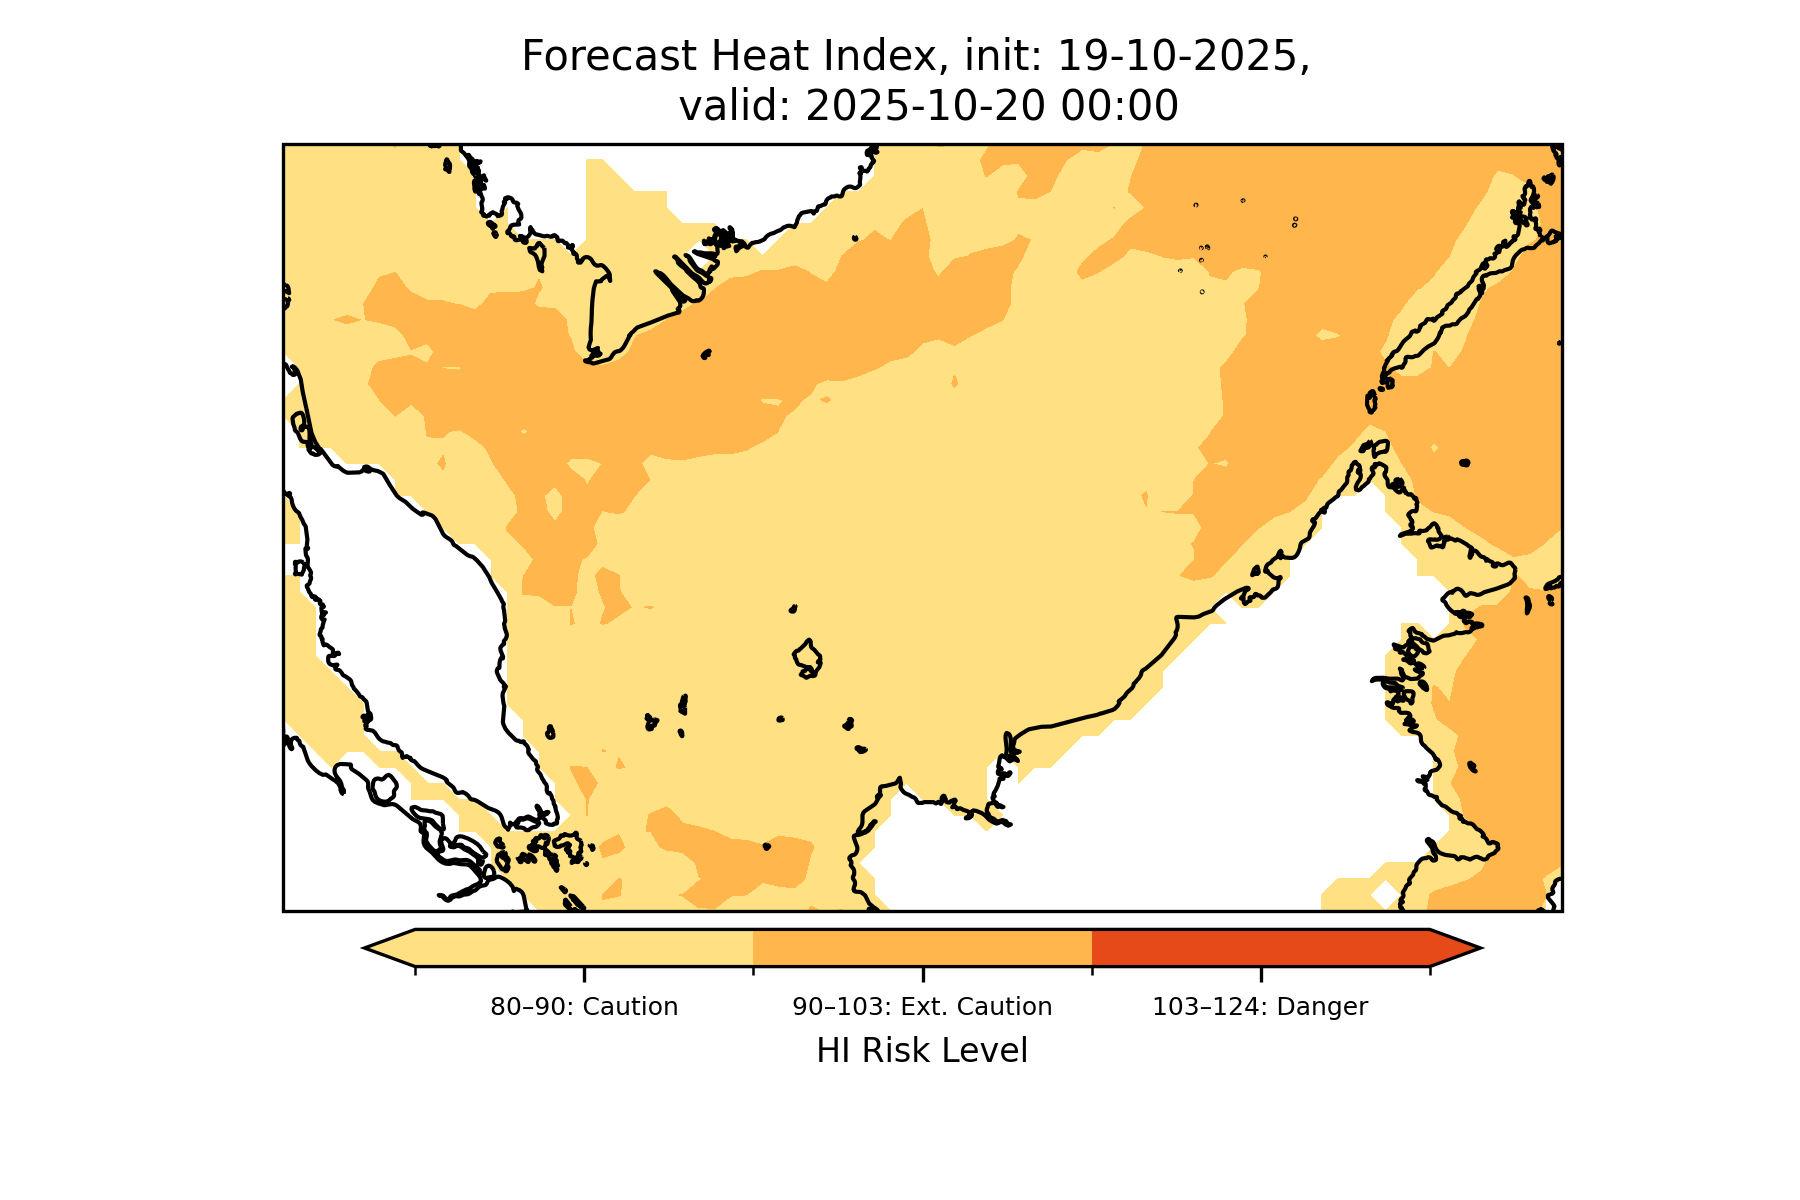 Forecast Heat Index, init: 19-10-2025,
valid: 2025-10-20 00:00
80–90: Caution
90–103: Ext. Caution
103–124: Danger
HI Risk Level